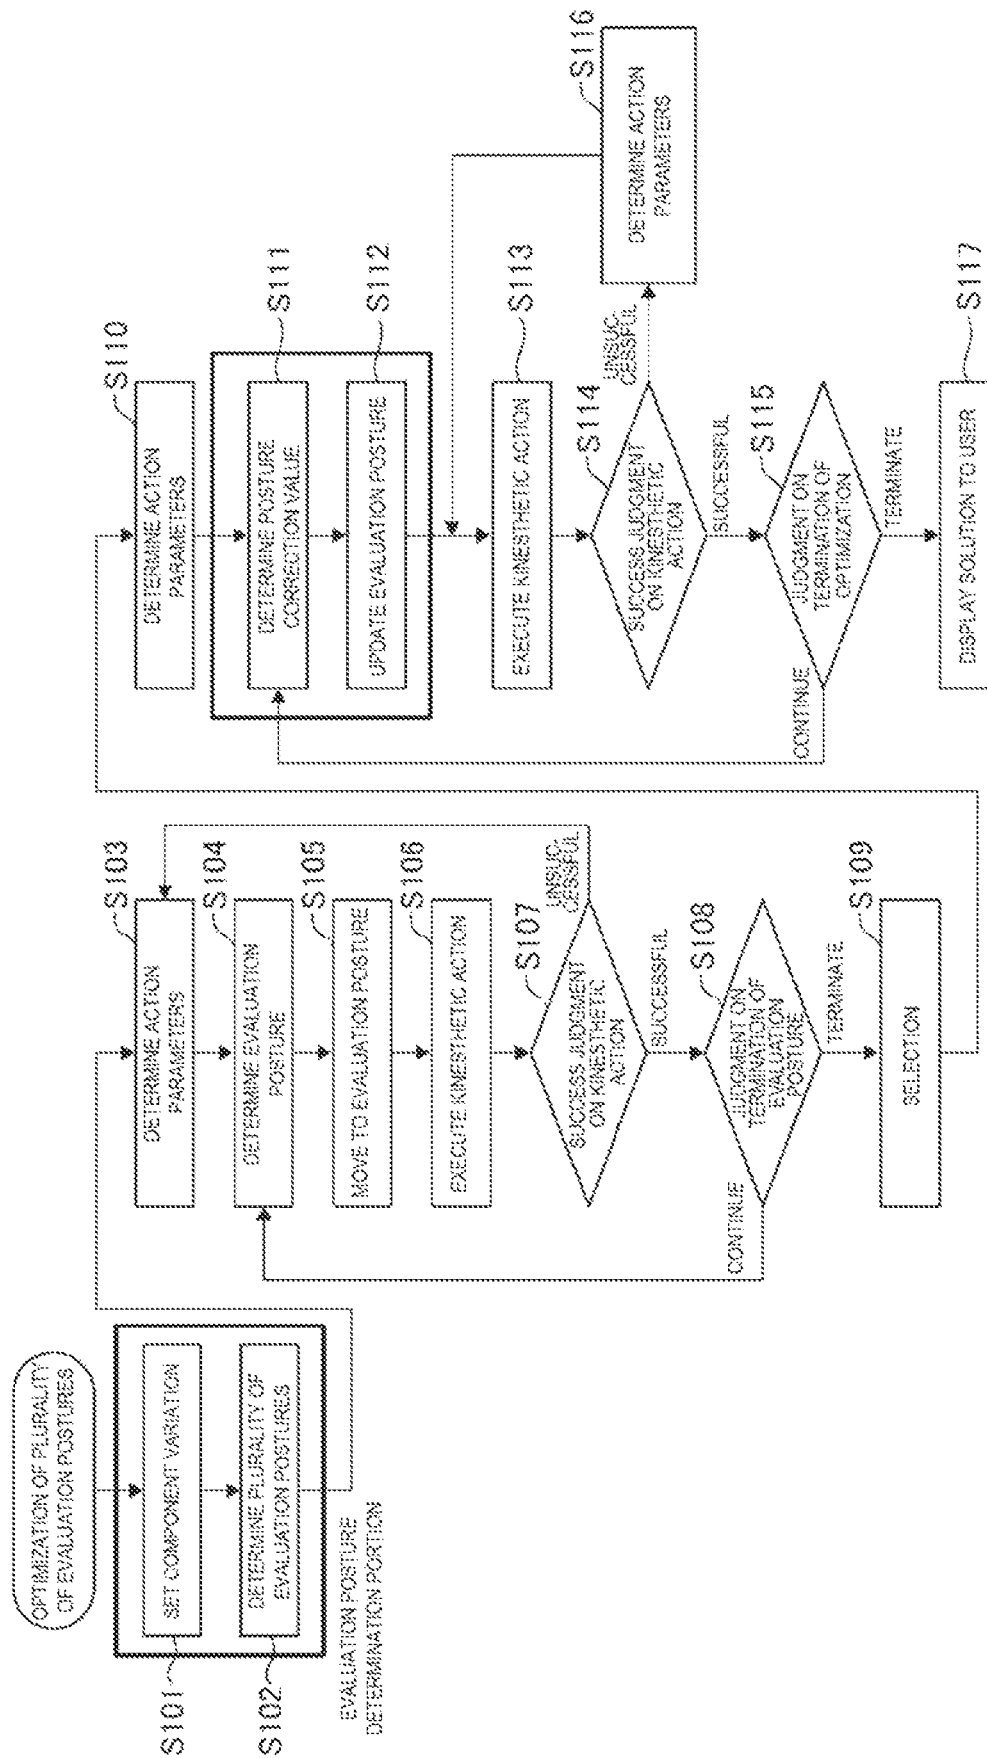 OPTIMIZATION OF PLURALITY
OF EVALUATION POSTURES
SET COMPONENT VARIATION
S101
DETERMINE PLURALITY OF
EVALUATION POSTURES
S102
EVALUATION POSTURE
DETERMINATION PORTION
DETERMINE ACTION
PARAMETERS
S103
DETERMINE EVALUATION
POSTURE
S104
MOVE TO EVALUATION POSTURE
S105
EXECUTE KINESTHETIC ACTION
S106
SUCCESS JUDGMENT
ON KINESTHETIC
ACTION
S107
UNSUC-
CESSFUL
SUCCESSFUL
JUDGMENT ON
TERMINATION OF
EVALUATION
POSTURE
S108
CONTINUE
TERMINATE
SELECTION
S109
DETERMINE ACTION
PARAMETERS
S110
DETERMINE POSTURE
CORRECTION VALUE
S111
UPDATE EVALUATION POSTURE
S112
EXECUTE KINESTHETIC ACTION
S113
SUCCESS JUDGMENT
ON KINESTHETIC
ACTION
S114
UNSUC-
CESSFUL
DETERMINE ACTION
PARAMETERS
S116
SUCCESSFUL
JUDGMENT ON
TERMINATION OF
OPTIMIZATION
S115
CONTINUE
TERMINATE
DISPLAY SOLUTION TO USER
S117